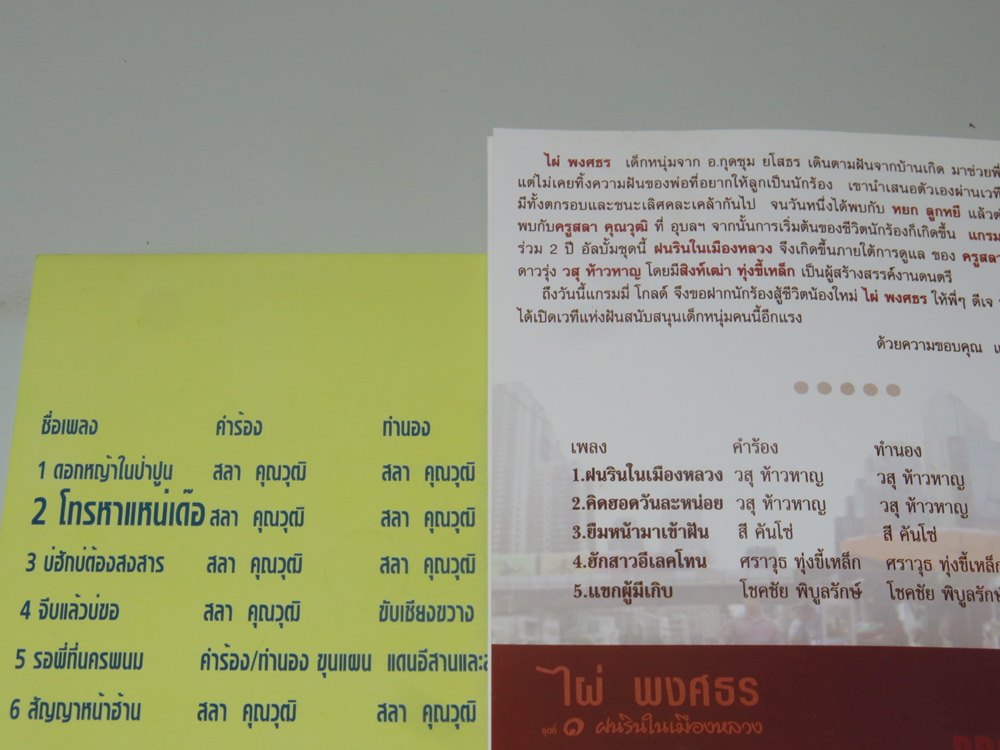 ไผ่ พงศธร เด็กหนุ่มจาก อ.กุดชุม ยโสธร เดินตามฝันจากบ้านเกิด มาช่วยพี่
แต่ไม่เคยทิ้งความฝันของพ่อที่อยากให้ลูกเป็นนักร้อง เขานำเสนอตัวเองผ่านเวที
มีทั้งตกรอบและชนะเลิศคละเคล้ากันไป จนวันหนึ่งได้พบกับ หยก ลูกหยี แล้ว
พบกับครูสลา คุณวุฒิ ที่ อุบลฯ จากนั้นการเริ่มต้นของชีวิตนักร้องก็เกิดขึ้น แกรม
ร่วม 2 ปี อัลบั้มชุดนี้ ฝนรินในเมืองหลวง จึงเกิดขึ้นภายใต้การดูแล ของ ครูสลา
ดาวรุ่ง วสุ ห้าวหาญ โดยมีสิงห์เฒ่า ทุ่งขี้เหล็ก เป็นผู้สร้างสรรค์งานดนตรี
ถึงวันนี้แกรมมี่ โกลด์ จึงขอฝากนักร้องสู้ชีวิตน้องใหม่ ไผ่ พงศธร ให้พี่ๆ ดีเจ
ได้เปิดเวทีแห่งฝันสนับสนุนเด็กหนุ่มคนนี้อีกแรง
ด้วยความขอบคุณ
เพลง คำร้อง ทำนอง
1.ฝนรินในเมืองหลวง วสุ ห้าวหาญ วสุ ห้าวหาญ
2.คิดฮอดวันละหน่อย วสุ ห้าวหาญ วสุ ห้าวหาญ
3.ยืมหน้ามาเข้าฝัน สี คันโซ่ สี คันโซ่
4.ฮักสาวอีเลคโทน ศราวุธ ทุ่งขี้เหล็ก ศราวุธ ทุ่งขี้เหล็ก
5.แขกผู้มีเกิบ โชคชัย พิบูลรักษ์ โชคชัย พิบูลรักษ์
ไผ่ พงศธร
ชุดที่ ๑ ฝนรินในเมืองหลวง
ชื่อเพลง คำร้อง ทำนอง
1 ดอกหญ้าในป่าปูน สลา คุณวุฒิ สลา คุณวุฒิ
2 โทรหาแหน่เด๊อ สลา คุณวุฒิ สลา คุณวุฒิ
3 บ่ฮักบ่ต้องสงสาร สลา คุณวุฒิ สลา คุณวุฒิ
4 จีบแล้วบ่ขอ สลา คุณวุฒิ ขับเชียงขวาง
5 รอพี่ที่นครพนม คำร้อง/ทำนอง ขุนแผน แดนอีสานและ
6 สัญญาหน้าฮ้าน สลา คุณวุฒิ สลา คุณวุฒิ